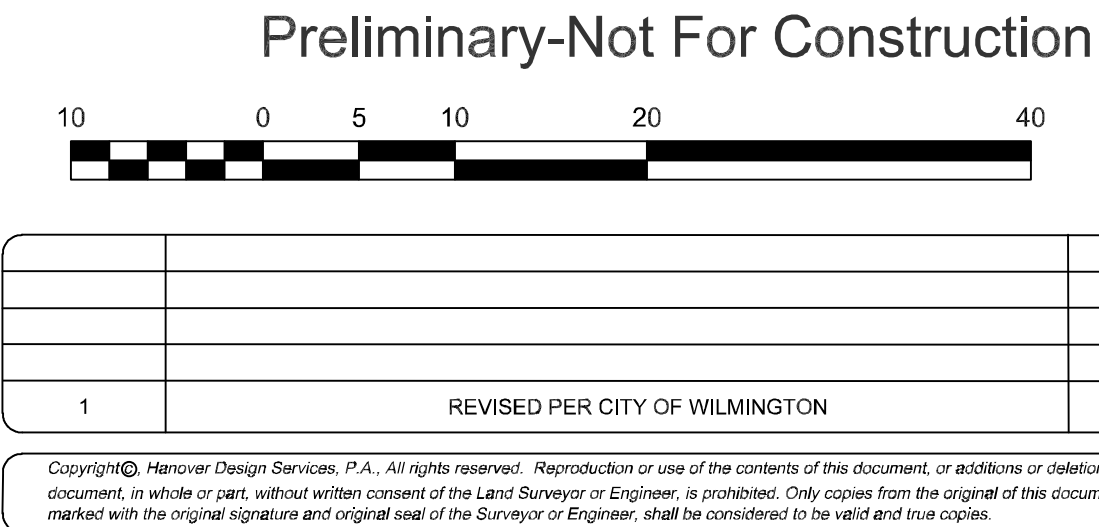 Preliminary-Not For Construction
10 0 5 10 20 40
1 REVISED PER CITY OF WILMINGTON
Copyright©, Hanover Design Services, P.A., All rights reserved. Reproduction or use of the contents of this document, or additions or deletion
document, in whole or part, without written consent of the Land Surveyor or Engineer, is prohibited. Only copies from the original of this docum
marked with the original signature and original seal of the Surveyor or Engineer, shall be considered to be valid and true copies.